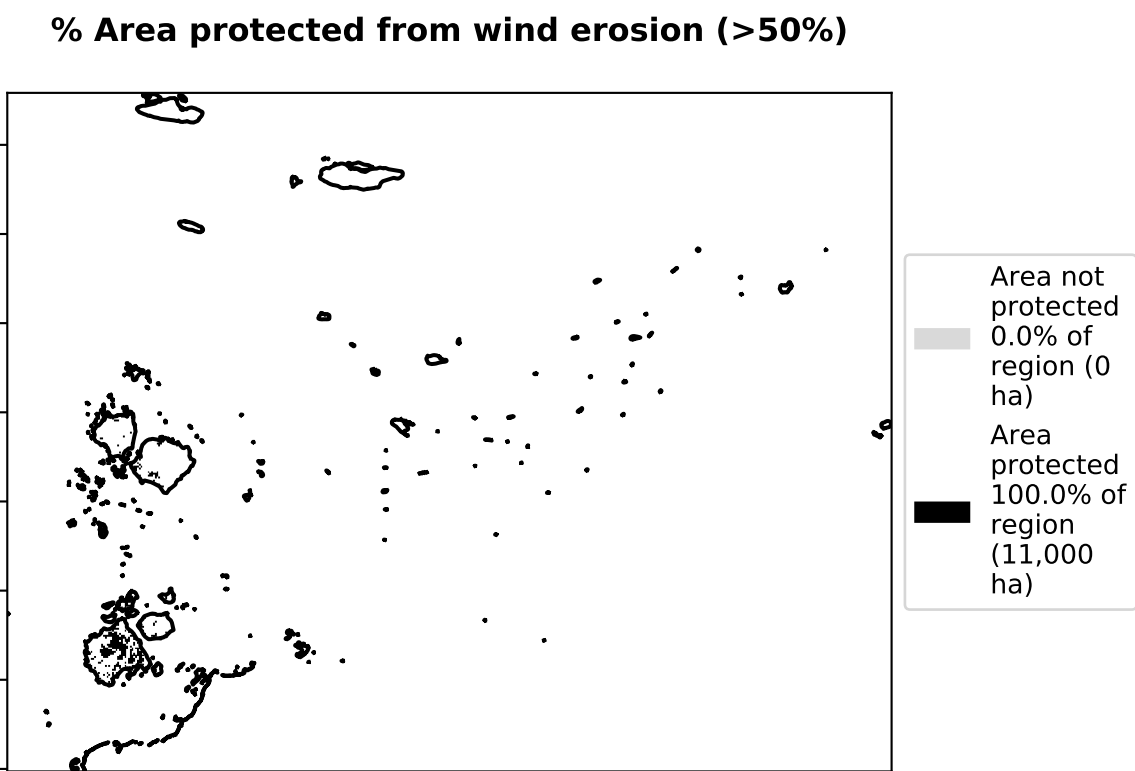 % Area protected from wind erosion (>50%)
Area not
protected
0.0% of
region (0
ha)
Area
protected
100.0% of
region
(11,000
ha)